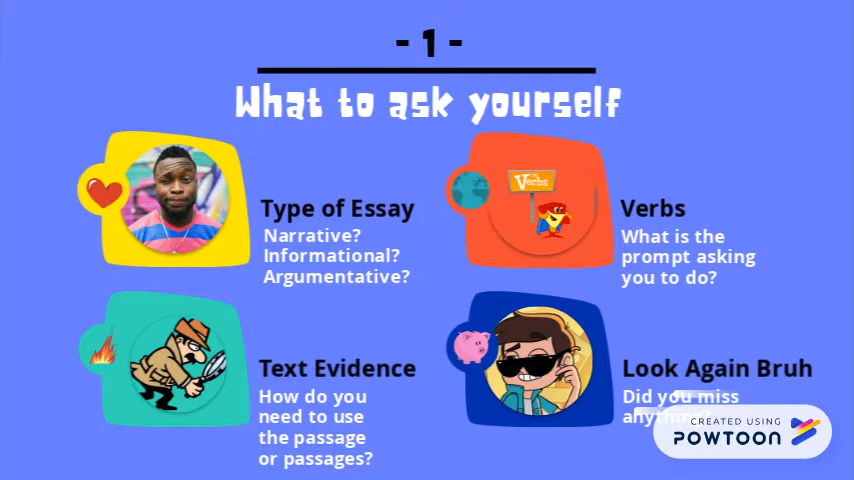 - 1 -
What to ask yourself
Type of Essay
Narrative?
Informational?
Argumentative?
Verbs
Verbs
What is the
prompt asking
you to do?
Text Evidence
How do you
need to use
the passage
or passages?
Look Again Bruh
Did you miss
anything?
CREATED USING
POWTOON